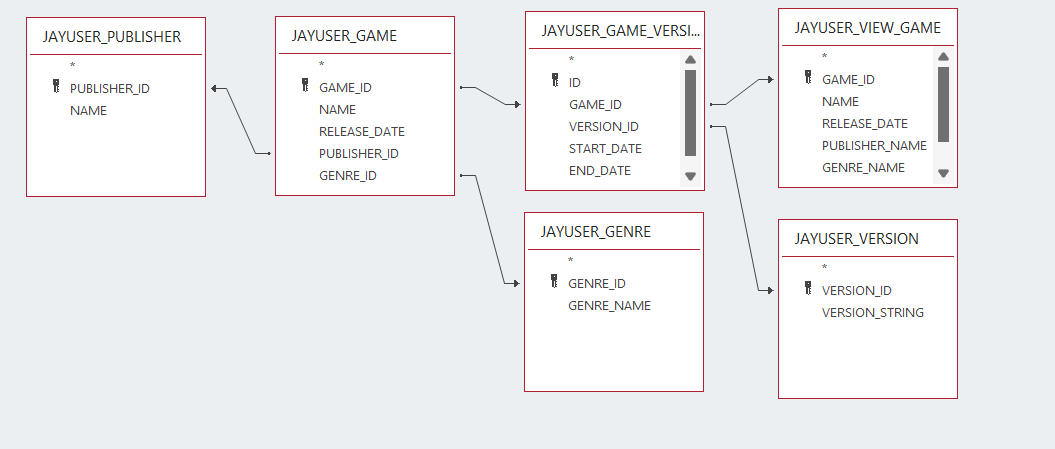 JAYUSER_PUBLISHER
*
PUBLISHER_ID
NAME
JAYUSER_GAME
*
GAME_ID
NAME
RELEASE_DATE
PUBLISHER_ID
GENRE_ID
JAYUSER_GAME_VERSI...
*
ID
GAME_ID
VERSION_ID
START_DATE
END_DATE
JAYUSER_VIEW_GAME
*
GAME_ID
NAME
RELEASE_DATE
PUBLISHER_NAME
GENRE_NAME
JAYUSER_GENRE
*
GENRE_ID
GENRE_NAME
JAYUSER_VERSION
*
VERSION_ID
VERSION_STRING